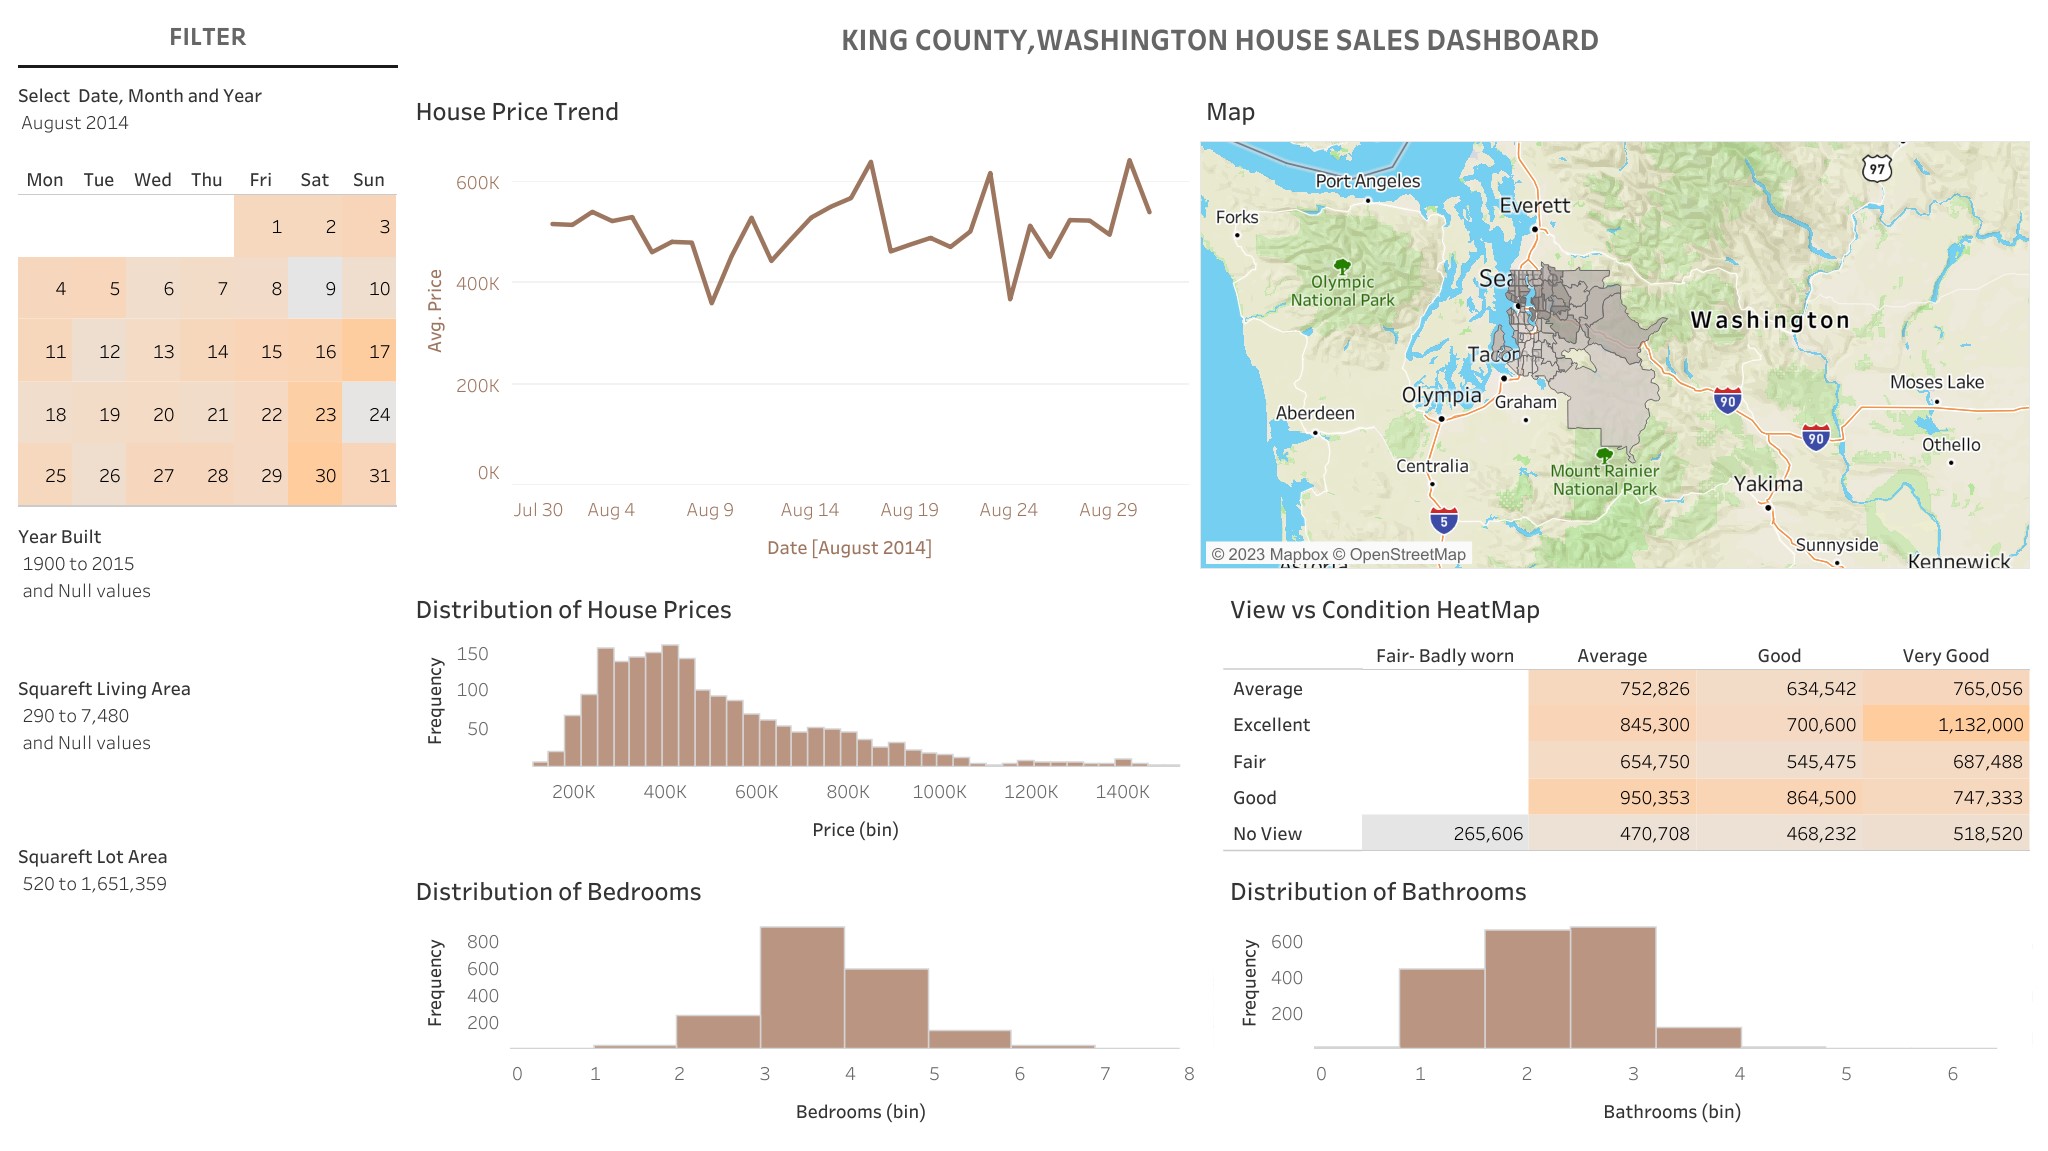 FILTER
KING COUNTY,WASHINGTON HOUSE SALES DASHBOARD
Select Date, Month and Year
August 2014
Mon Tue Wed Thu Fri Sat Sun
1 2 3
4 5 6 7 8 9 10
11 12 13 14 15 16 17
18 19 20 21 22 23 24
25 26 27 28 29 30 31
Year Built
1900 to 2015
and Null values
Squareft Living Area
290 to 7,480
and Null values
Squareft Lot Area
520 to 1,651,359
House Price Trend
Avg. Price
600K
400K
200K
0K
Jul 30 Aug 4 Aug 9 Aug 14 Aug 19 Aug 24 Aug 29
Date [August 2014]
Map
97
Port Angeles
Forks
Everett
Olympic
National Park
Sea
Washington
Tacor
Moses Lake
Olympia
Graham
90
Aberdeen
90
Othello
Centralia
Mount Rainier
National Park
Yakima
5
Sunnyside
© 2023 Mapbox © OpenStreetMap
Astoria
Kennewick
Distribution of House Prices
Frequency
150
100
50
200K 400K 600K 800K 1000K 1200K 1400K
Price (bin)
View vs Condition HeatMap
Fair- Badly worn Average Good Very Good
Average 752,826 634,542 765,056
Excellent 845,300 700,600 1,132,000
Fair 654,750 545,475 687,488
Good 950,353 864,500 747,333
No View 265,606 470,708 468,232 518,520
Distribution of Bedrooms
Frequency
800
600
400
200
0 1 2 3 4 5 6 7 8
Bedrooms (bin)
Distribution of Bathrooms
Frequency
600
400
200
0 1 2 3 4 5 6
Bathrooms (bin)